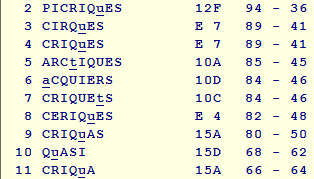 2 PICRIQuES 12F 94 - 36
3 CIRQuES E 7 89 - 41
4 CRIQuES E 7 89 - 41
5 ARCtIQUES 10A 85 - 45
6 aCQUIERS 10D 84 - 46
7 CRIQUEtS 10C 84 - 46
8 CERIQuES E 4 82 - 48
9 CRIQuAS 15A 80 - 50
10 QuASI 15D 68 - 62
11 CRIQuA 15A 66 - 64